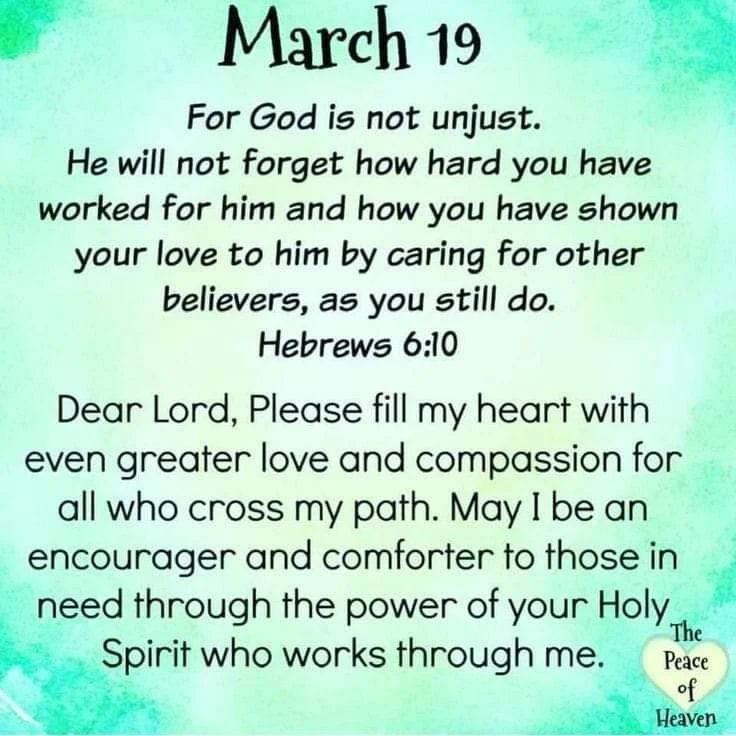 March 19
For God is not unjust.
He will not forget how hard you have
worked for him and how you have shown
your love to him by caring for other
believers, as you still do.
Hebrews 6:10
Dear Lord, Please fill my heart with
even greater love and compassion for
all who cross my path. May I be an
encourager and comforter to those in
need through the power of your Holy
Spirit who works through me.
The
Peace
of
Heaven